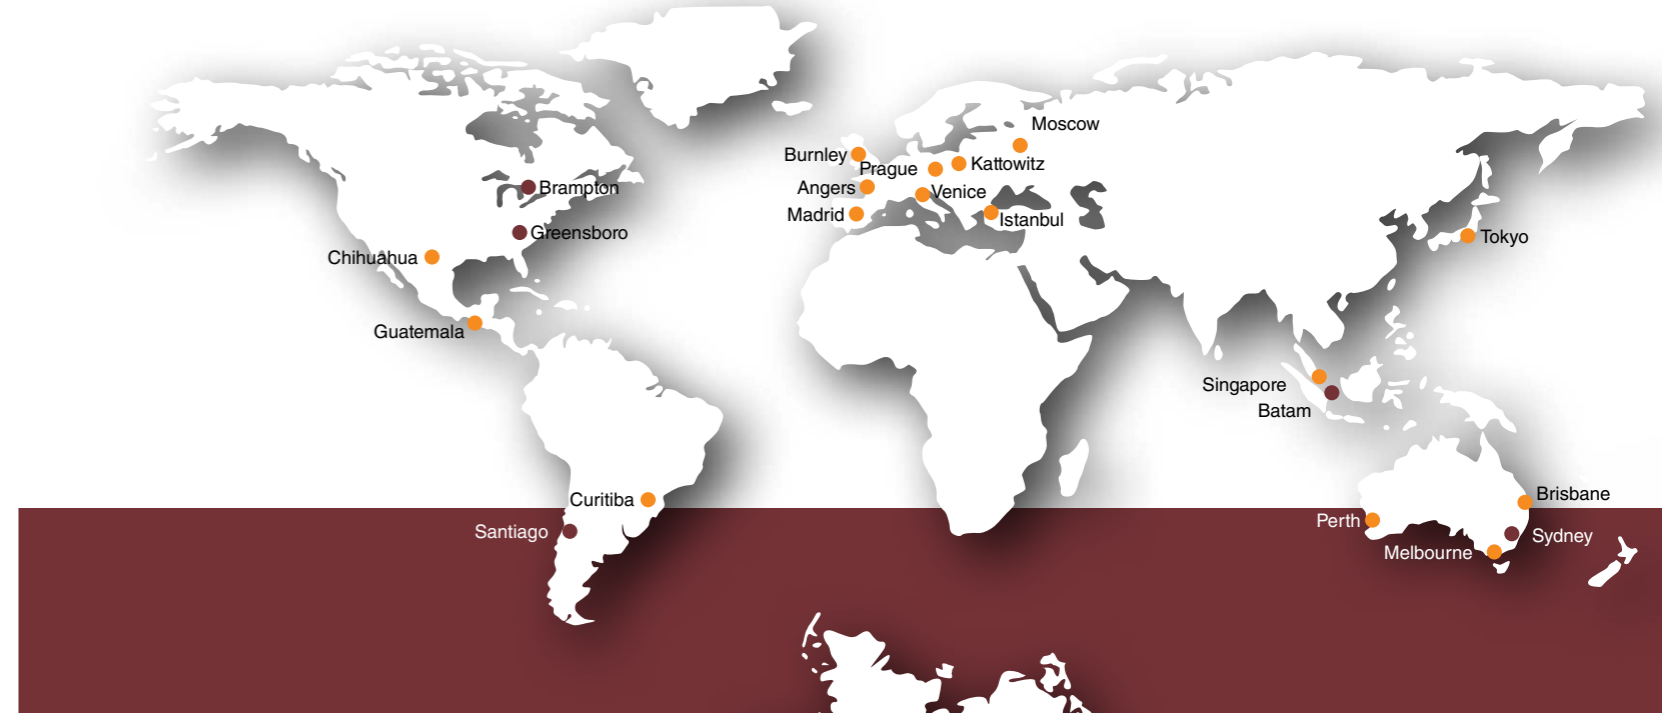 Moscow
Burnley
Prague
Kattowitz
Angers
Venice
Brampton
Madrid
Istanbul
Greensboro
Tokyo
Chihuahua
Guatemala
Singapore
Batam
Curitiba
Brisbane
Santiago
Perth
Sydney
Melbourne